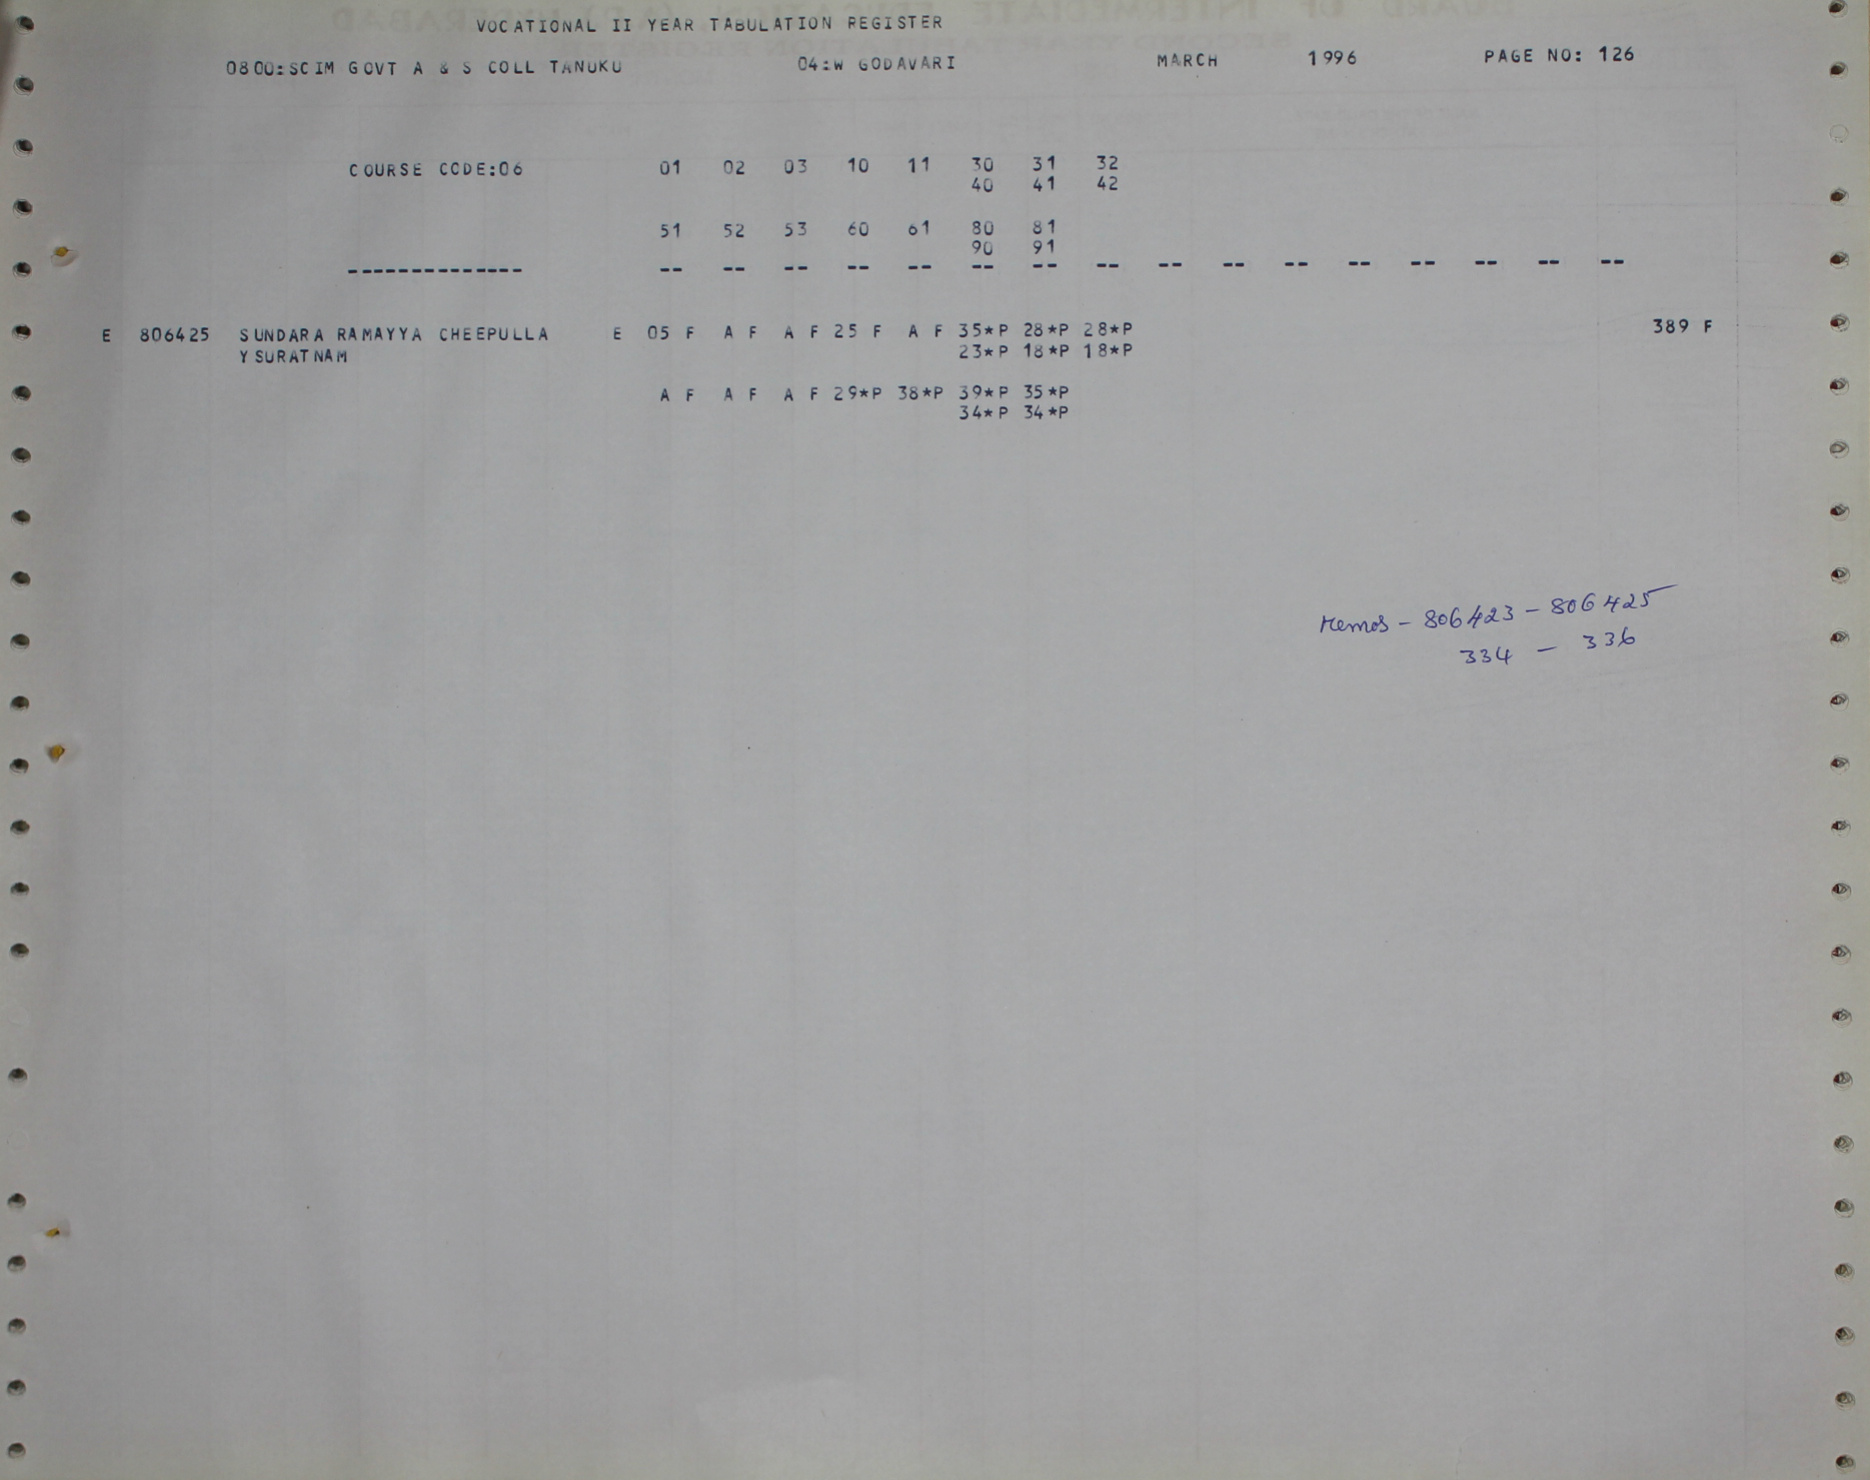 VOCATIONAL II YEAR TABULATION REGISTER
0800:SCIM GOVT A & S COLL TANUKU 04:W GODAVARI MARCH 1996 PAGE NO: 126
COURSE CODE:06 01 02 03 10 11 30 31 32
40 41 42
51 52 53 60 61 80 81
90 91
-------------- -- -- -- -- -- -- -- -- -- -- -- -- -- -- -- --
E 806425 SUNDARA RAMAYYA CHEEPULLA E 05 F A F A F 25 F A F 35*P 28*P 28*P 389 F
YSURATNAM 23*P 18*P 18*P
A F A F A F 29*P 38*P 39*P 35*P
34*P 34*P
Memos - 806423 - 806425
334 - 336